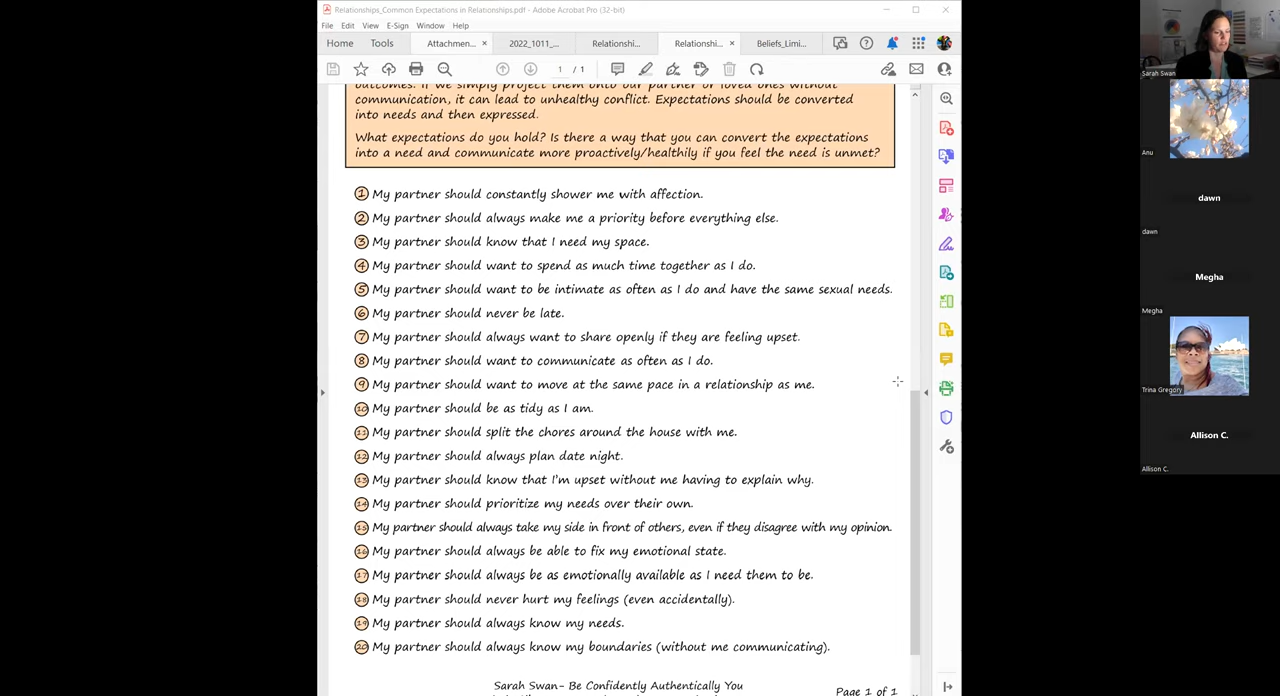 Relationships_Common Expectations in Relationships.pdf - Adobe Acrobat Pro (32-bit)
File Edit View E-Sign Window Help
Home Tools Attachmen... × 2022_1011_... Relationshi... Relationshi... × Beliefs_Limi...
1 / 1
outcomes. If we simply project them onto our partner or loved ones without
communication, it can lead to unhealthy conflict. Expectations should be converted
into needs and then expressed.
What expectations do you hold? Is there a way that you can convert the expectations
into a need and communicate more proactively/healthily if you feel the need is unmet?
1 My partner should constantly shower me with affection.
2 My partner should always make me a priority before everything else.
3 My partner should know that I need my space.
4 My partner should want to spend as much time together as I do.
5 My partner should want to be intimate as often as I do and have the same sexual needs.
6 My partner should never be late.
7 My partner should always want to share openly if they are feeling upset.
8 My partner should want to communicate as often as I do.
9 My partner should want to move at the same pace in a relationship as me.
10 My partner should be as tidy as I am.
11 My partner should split the chores around the house with me.
12 My partner should always plan date night.
13 My partner should know that I'm upset without me having to explain why.
14 My partner should prioritize my needs over their own.
15 My partner should always take my side in front of others, even if they disagree with my opinion.
16 My partner should always be able to fix my emotional state.
17 My partner should always be as emotionally available as I need them to be.
18 My partner should never hurt my feelings (even accidentally).
19 My partner should always know my needs.
20 My partner should always know my boundaries (without me communicating).
Sarah Swan- Be Confidently Authentically You
Page 1 of 1
Sarah Swan
Anu
dawn
dawn
Megha
Megha
Trina Gregory
Allison C.
Allison C.